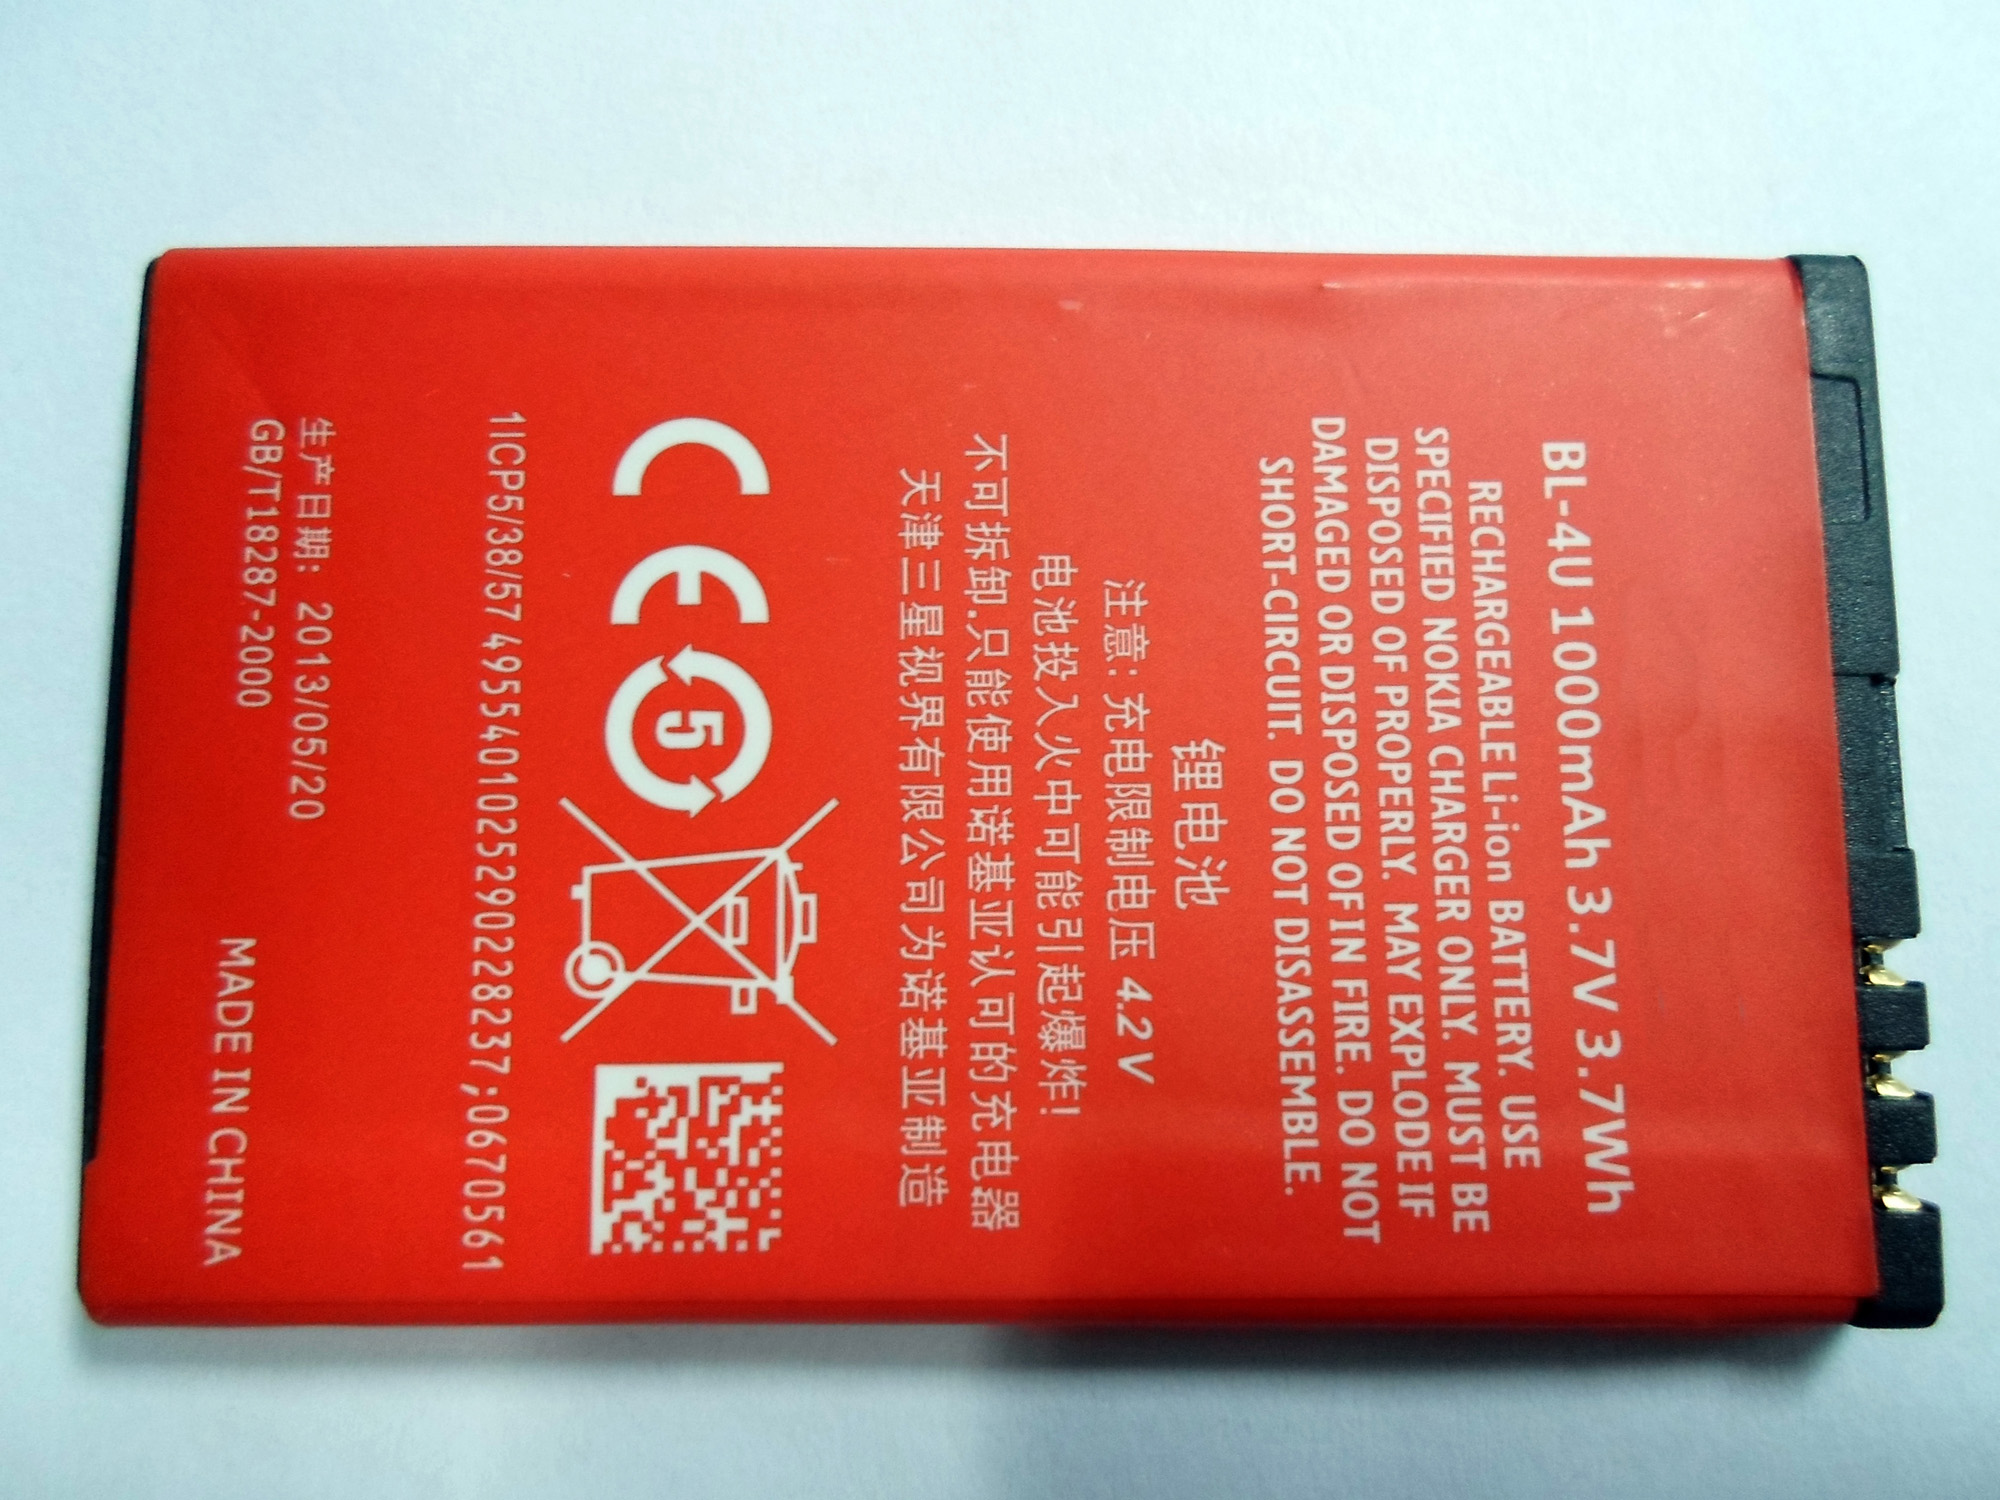 BL-4U 1000mAh 3.7V 3.7Wh
RECHARGEABLE Li-ion BATTERY. USE
SPECIFIED NOKIA CHARGER ONLY. MUST BE
DISPOSED OF PROPERLY. MAY EXPLODE IF
DAMAGED OR DISPOSED OF IN FIRE. DO NOT
SHORT-CIRCUIT. DO NOT DISASSEMBLE.
锂电池
注意: 充电限制电压 4.2V
电池投入火中可能引起爆炸!
不可拆卸.只能使用诺基亚认可的充电器
天津三星视界有限公司为诺基亚制造
CE 5
1ICP5/38/57 4955401025290228237;0670561
生产日期: 2013/05/20
GB/T18287-2000
MADE IN CHINA